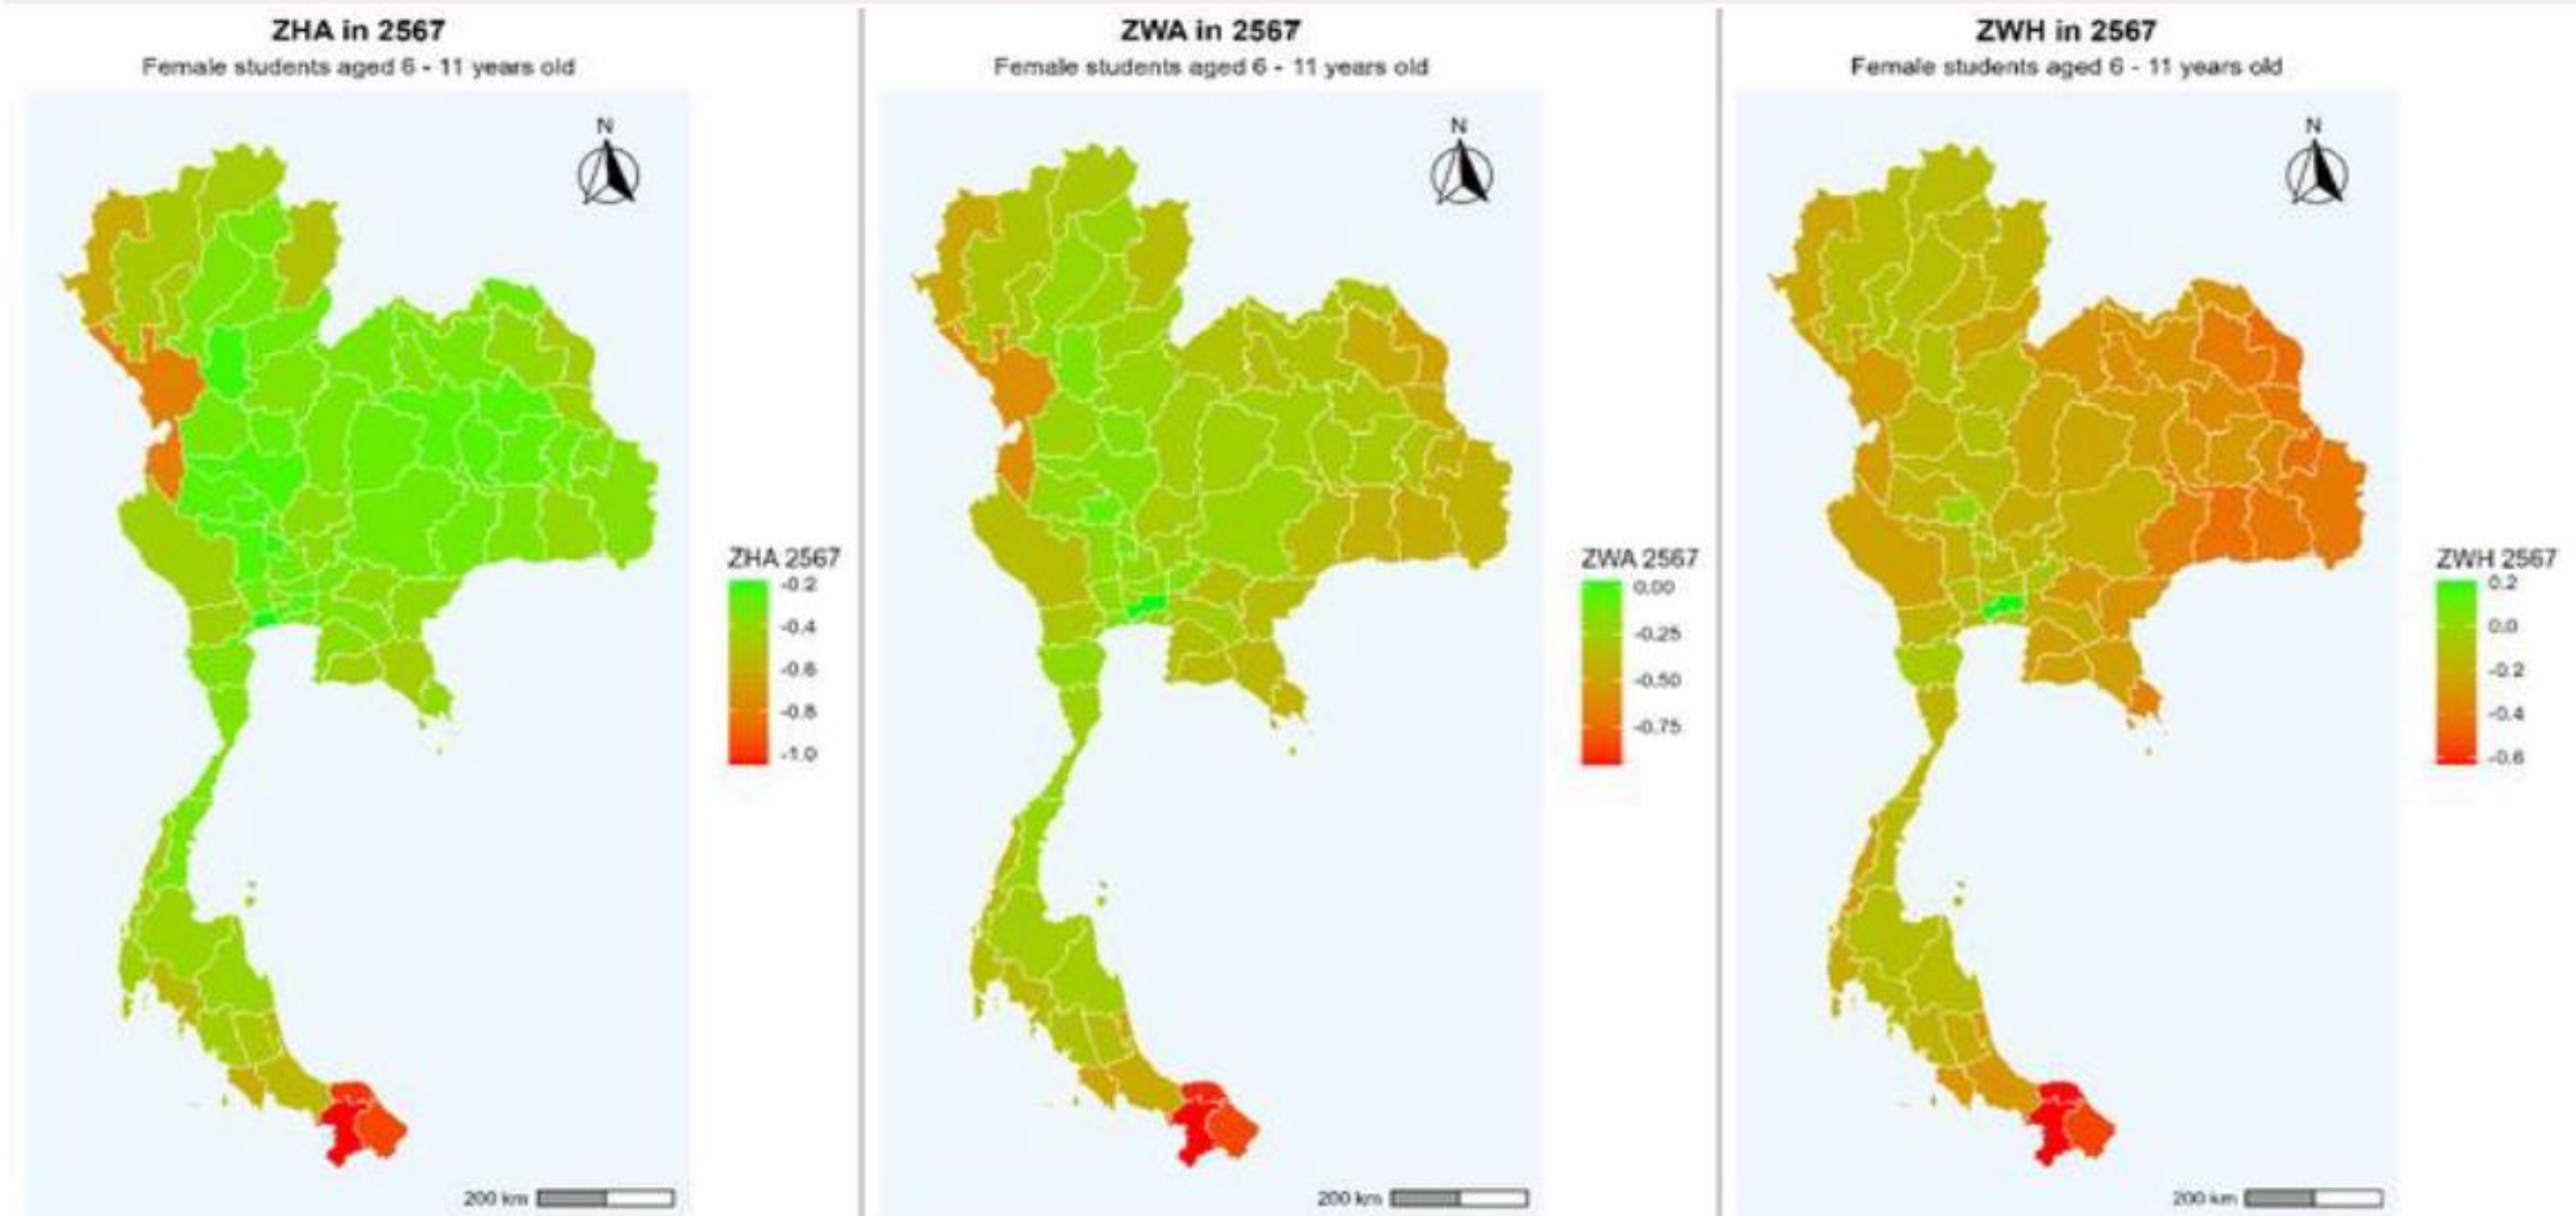 ZHA in 2567
Female students aged 6 - 11 years old
N
ZHA 2567
-0.2
-0.4
-0.6
-0.8
-1.0
200 km
ZWA in 2567
Female students aged 6 - 11 years old
N
ZWA 2567
0.00
-0.25
-0.50
-0.75
200 km
ZWH in 2567
Female students aged 6 - 11 years old
N
ZWH 2567
0.2
0.0
-0.2
-0.4
-0.6
200 km